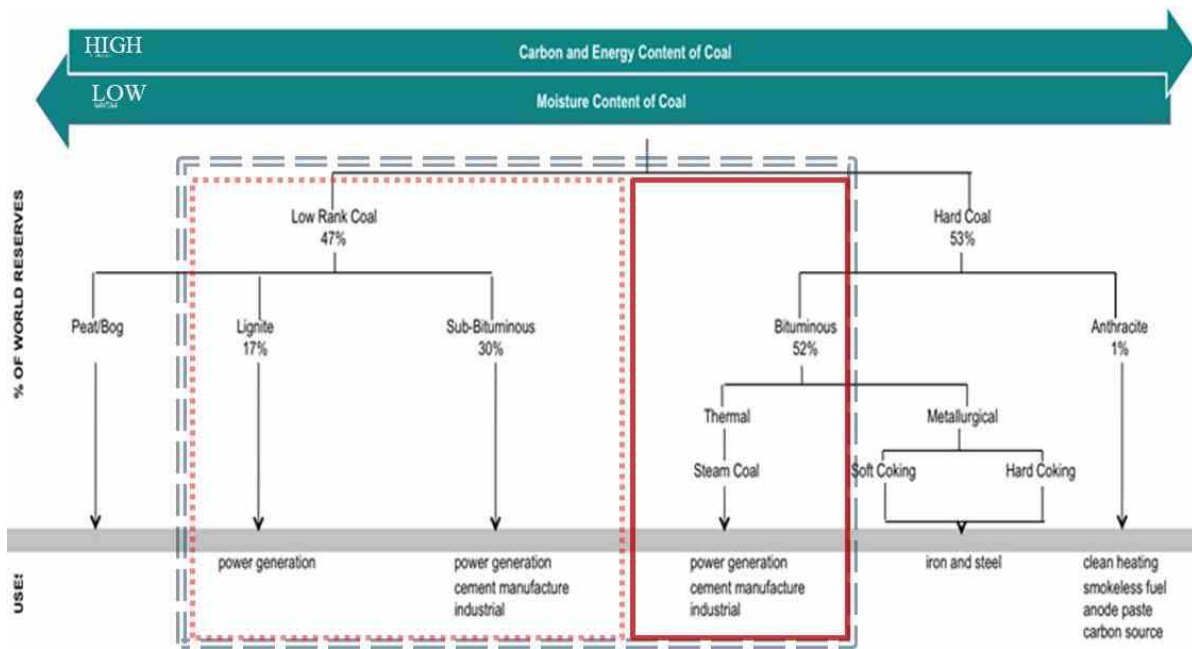 HIGH
Carbon and Energy Content of Coal
LOW
Moisture Content of Coal
% OF WORLD RESERVES
Low Rank Coal
47%
Hard Coal
53%
Peat/Bog
Lignite
17%
Sub-Bituminous
30%
Bituminous
52%
Anthracite
1%
Thermal
Metallurgical
Steam Coal
Soft Coking
Hard Coking
USES
power generation
power generation
cement manufacture
industrial
power generation
cement manufacture
industrial
iron and steel
clean heating
smokeless fuel
anode paste
carbon source